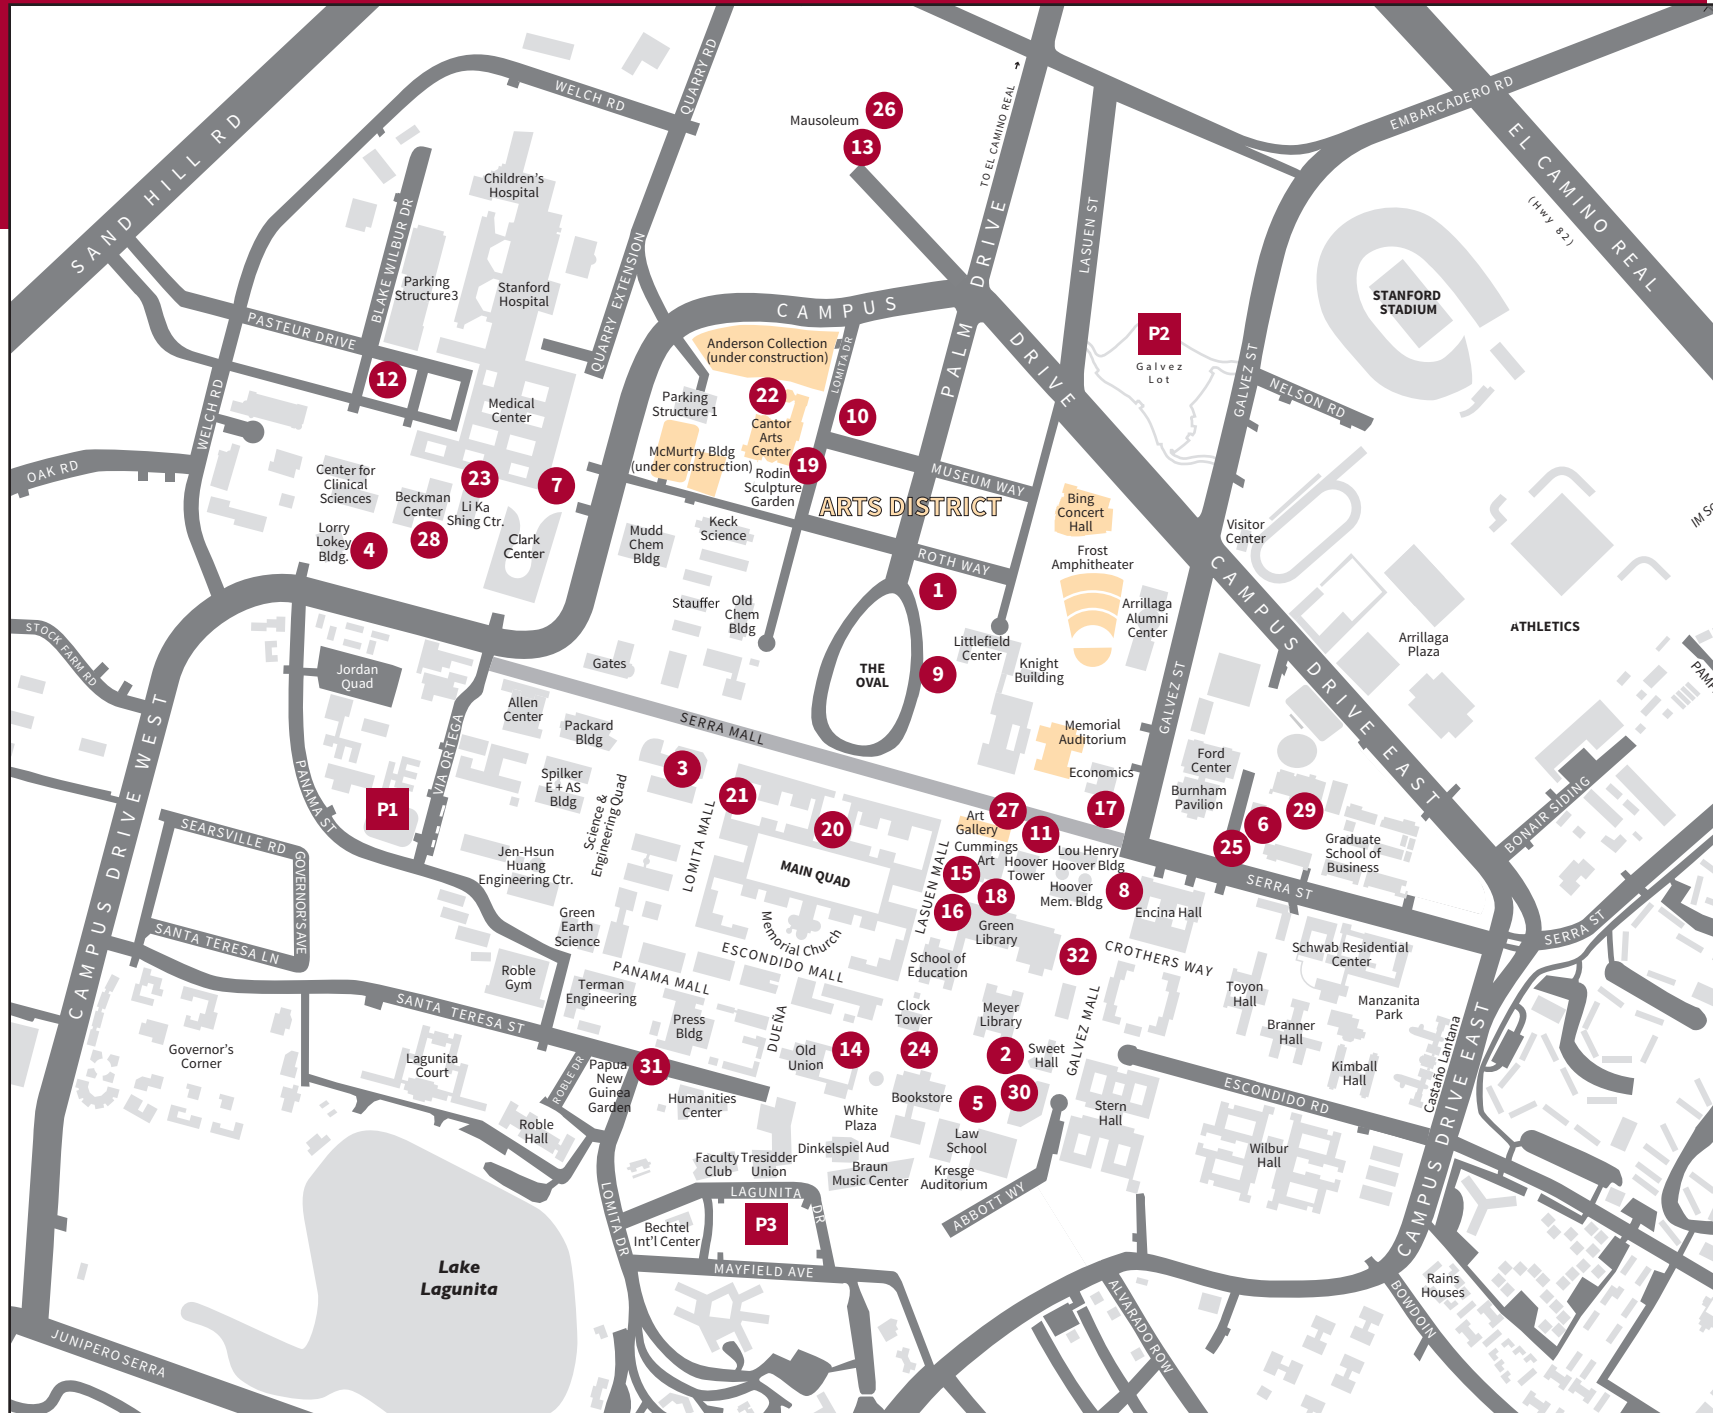 WELCH RD
QUARRY RD
SAND HILL RD
Mausoleum
26
13
TO EL CAMINO REAL
EMBARCADERO RD
EL CAMINO REAL
(Hwy 82)
Children's
Hospital
BLAKE WILBUR DR
Parking
Structure3
Stanford
Hospital
QUARRY EXTENSION
PALM DRIVE
LASUEN ST
STANFORD
STADIUM
CAMPUS DRIVE
PASTEUR DRIVE
12
WELCH RD
Medical
Center
Anderson Collection
(under construction)
LOMITA DR
P2
Galvez
Lot
GALVEZ ST
NELSON RD
22
Parking
Structure 1
10
Cantor
Arts
Center
McMurtry Bldg
(under construction)
19
Rodin
Sculpture
Garden
MUSEUM WAY
ARTS DISTRICT
Bing
Concert
Hall
OAK RD
Center for
Clinical
Sciences
23
7
Beckman
Center
Li Ka
Shing Ctr.
Lorry
Lokey
Bldg.
4
28
Clark
Center
Mudd
Chem
Bldg
Keck
Science
ROTH WAY
Visitor
Center
Frost
Amphitheater
1
Stauffer
Old
Chem
Bldg
Arrillaga
Alumni
Center
CAMPUS DRIVE EAST
Arrillaga
Plaza
ATHLETICS
STOCK FARM RD
Jordan
Quad
Gates
THE
OVAL
9
Littlefield
Center
Knight
Building
GALVEZ ST
CAMPUS DRIVE WEST
Allen
Center
Packard
Bldg
SERRA MALL
Memorial
Auditorium
Economics
Ford
Center
Burnham
Pavilion
VIA ORTEGA
PANAMA ST
P1
Spilker
E + AS
Bldg
Science &
Engineering Quad
3
21
LOMITA MALL
20
MAIN QUAD
27
Art
Gallery
11
17
6
29
25
Graduate
School of
Business
BONAIR SIDING
SEARSVILLE RD
GOVERNOR'S AVE
Jen-Hsun
Huang
Engineering Ctr.
Cummings
Art
Hoover
Tower
Lou Henry
Hoover Bldg
LASUEN MALL
15
18
16
Hoover
Mem. Bldg
8
SERRA ST
Green
Library
Encina Hall
SERRA ST
Green
Earth
Science
Memorial Church
ESCONDIDO MALL
School of
Education
32
CROTHERS WAY
Schwab Residential
Center
SANTA TERESA LN
Roble
Gym
PANAMA MALL
Terman
Engineering
SANTA TERESA ST
Toyon
Hall
Manzanita
Park
Press
Bldg
DUEÑA
Clock
Tower
Meyer
Library
GALVEZ MALL
Branner
Hall
Castaño Lantana
Governor's
Corner
Lagunita
Court
ROBLE DR
Papua
New
Guinea
Garden
31
Old
Union
14
24
2
Sweet
Hall
Kimball
Hall
CAMPUS DRIVE EAST
Humanities
Center
Bookstore
5
30
ESCONDIDO RD
Stern
Hall
Roble
Hall
White
Plaza
Law
School
Wilbur
Hall
Dinkelspiel Aud
Faculty
Club
Tresidder
Union
Braun
Music Center
Kresge
Auditorium
LAGUNITA DR
ABBOTT WY
P3
LOMITA DR
Bechtel
Int'l Center
MAYFIELD AVE
Lake
Lagunita
Rains
Houses
BOWDOIN
ALVARADO ROW
JUNIPERO SERRA